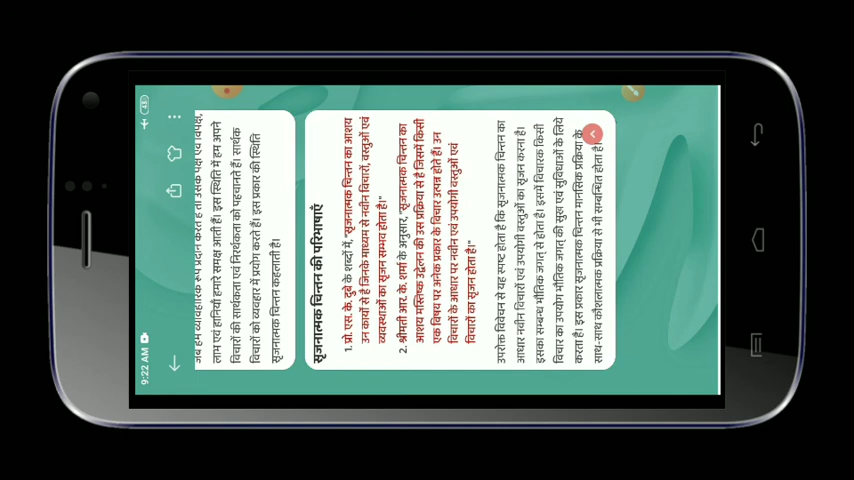 9:22 AM
48
जब हम व्यावहारिक रूप प्रदान करते हैं तो उसके पक्ष एवं विपक्ष,
लाभ एवं हानियाँ हमारे समक्ष आती हैं। इस स्थिति में हम अपने
विचारों की सार्थकता एवं निरर्थकता को पहचानते हैं। सार्थक
विचारों को व्यवहार में प्रयोग करते हैं। इस प्रकार की स्थिति
सृजनात्मक चिन्तन कहलाती है।
सृजनात्मक चिन्तन की परिभाषाएँ
1. प्रो. एस. के. दुबे के शब्दों में, "सृजनात्मक चिन्तन का आशय
उन कार्यों से है जिनके माध्यम से नवीन विचारों, वस्तुओं एवं
व्यवस्थाओं का सृजन सम्भव होता है।"
2. श्रीमती आर. के. शर्मा के अनुसार, "सृजनात्मक चिन्तन का
आशय मस्तिष्क उद्वेलन की उस प्रक्रिया से है जिसमें किसी
एक विषय पर अनेक प्रकार के विचार उत्पन्न होते हैं। उन
विचारों के आधार पर नवीन एवं उपयोगी वस्तुओं एवं
विचारों का सृजन होता है।"
उपरोक्त विवेचन से यह स्पष्ट होता है कि सृजनात्मक चिन्तन का
आधार नवीन विचारों एवं उपयोगी वस्तुओं का सृजन करना है।
इसका सम्बन्ध भौतिक जगत् से होता है। इसमें विचारक किसी
विचार का उपयोग भौतिक जगत् की सुख एवं सुविधाओं के लिये
करता है। इस प्रकार सृजनात्मक चिन्तन मानसिक प्रक्रिया के
साथ-साथ कौशलात्मक प्रक्रिया से भी सम्बन्धित होता है।